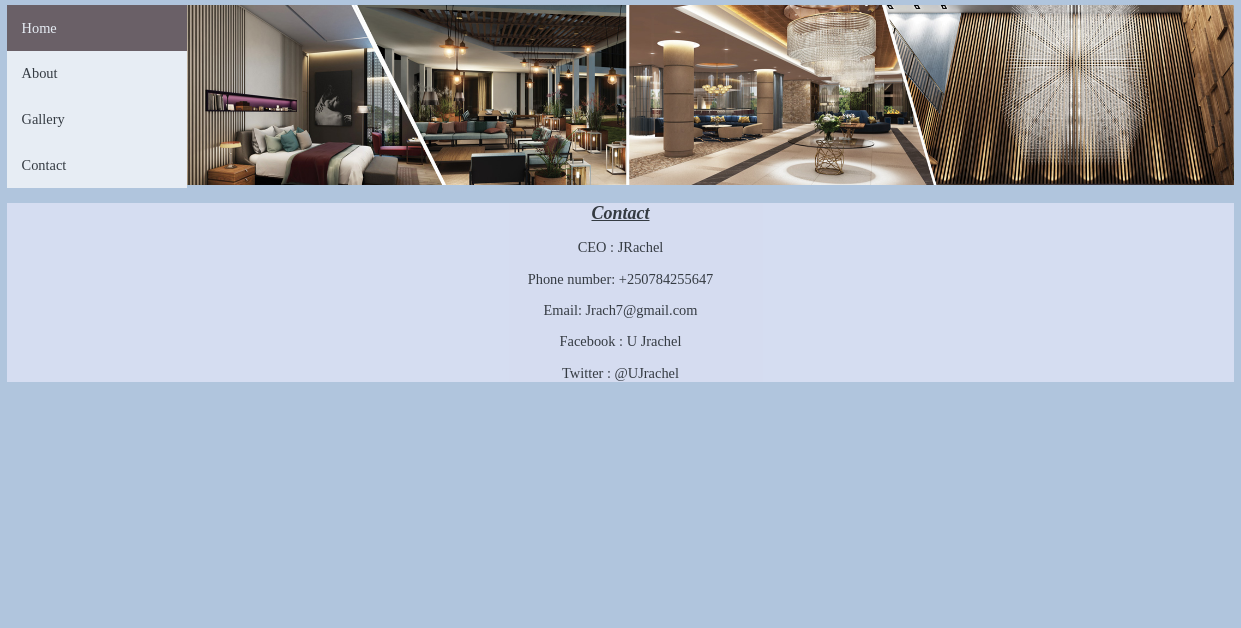 Home
About
Gallery
Contact
Contact
CEO : JRachel
Phone number: +250784255647
Email: Jrach7@gmail.com
Facebook : U Jrachel
Twitter : @UJrachel